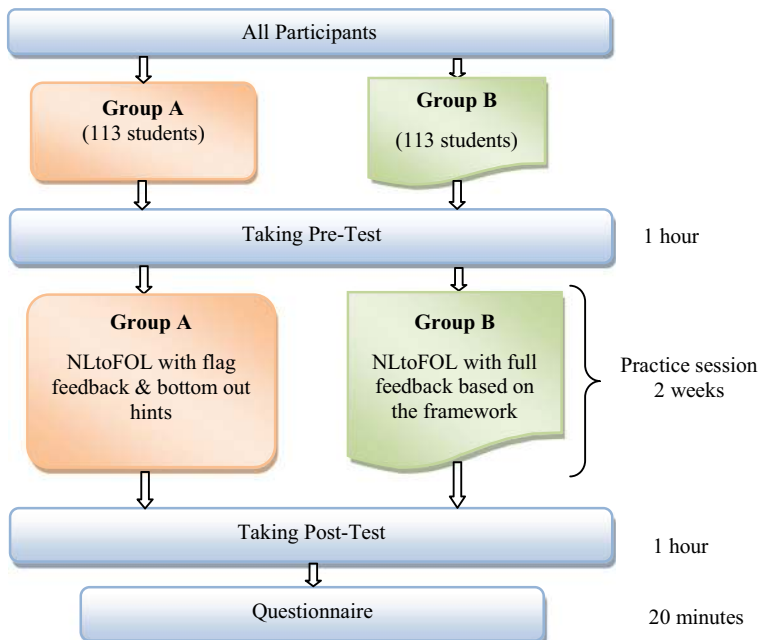 All Participants
Group A
(113 students)
Group B
(113 students)
Taking Pre-Test
1 hour
Group A
NLtoFOL with flag
feedback & bottom out
hints
Group B
NLtoFOL with full
feedback based on
the framework
Practice session
2 weeks
Taking Post-Test
1 hour
Questionnaire
20 minutes